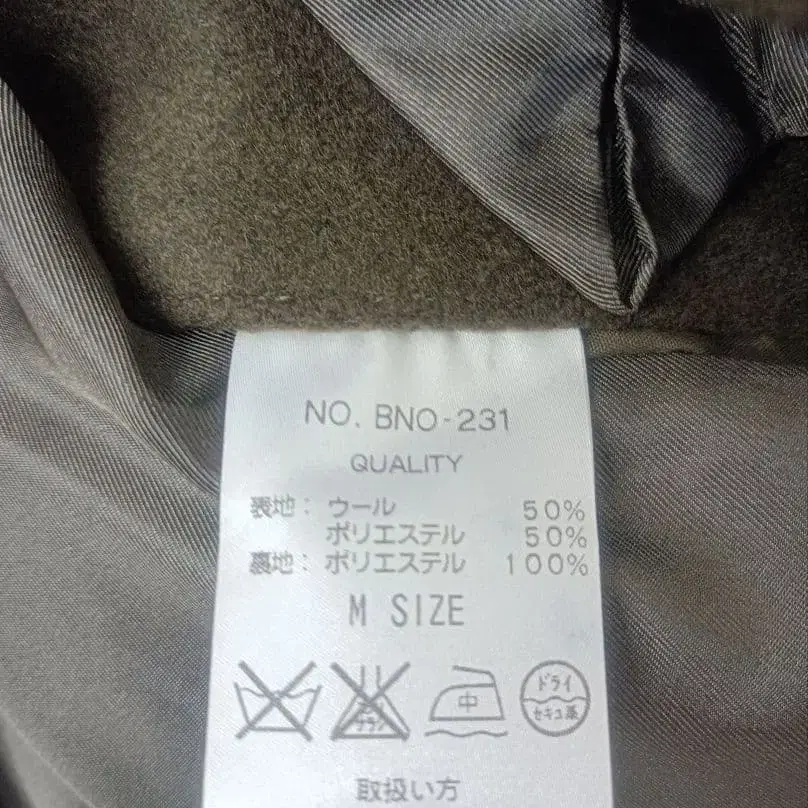 NO. BNO-231
QUALITY
表地: ウール 50%
ポリエステル 50%
裏地: ポリエステル 100%
M SIZE
中 ドライ
セキユ系
取扱い方